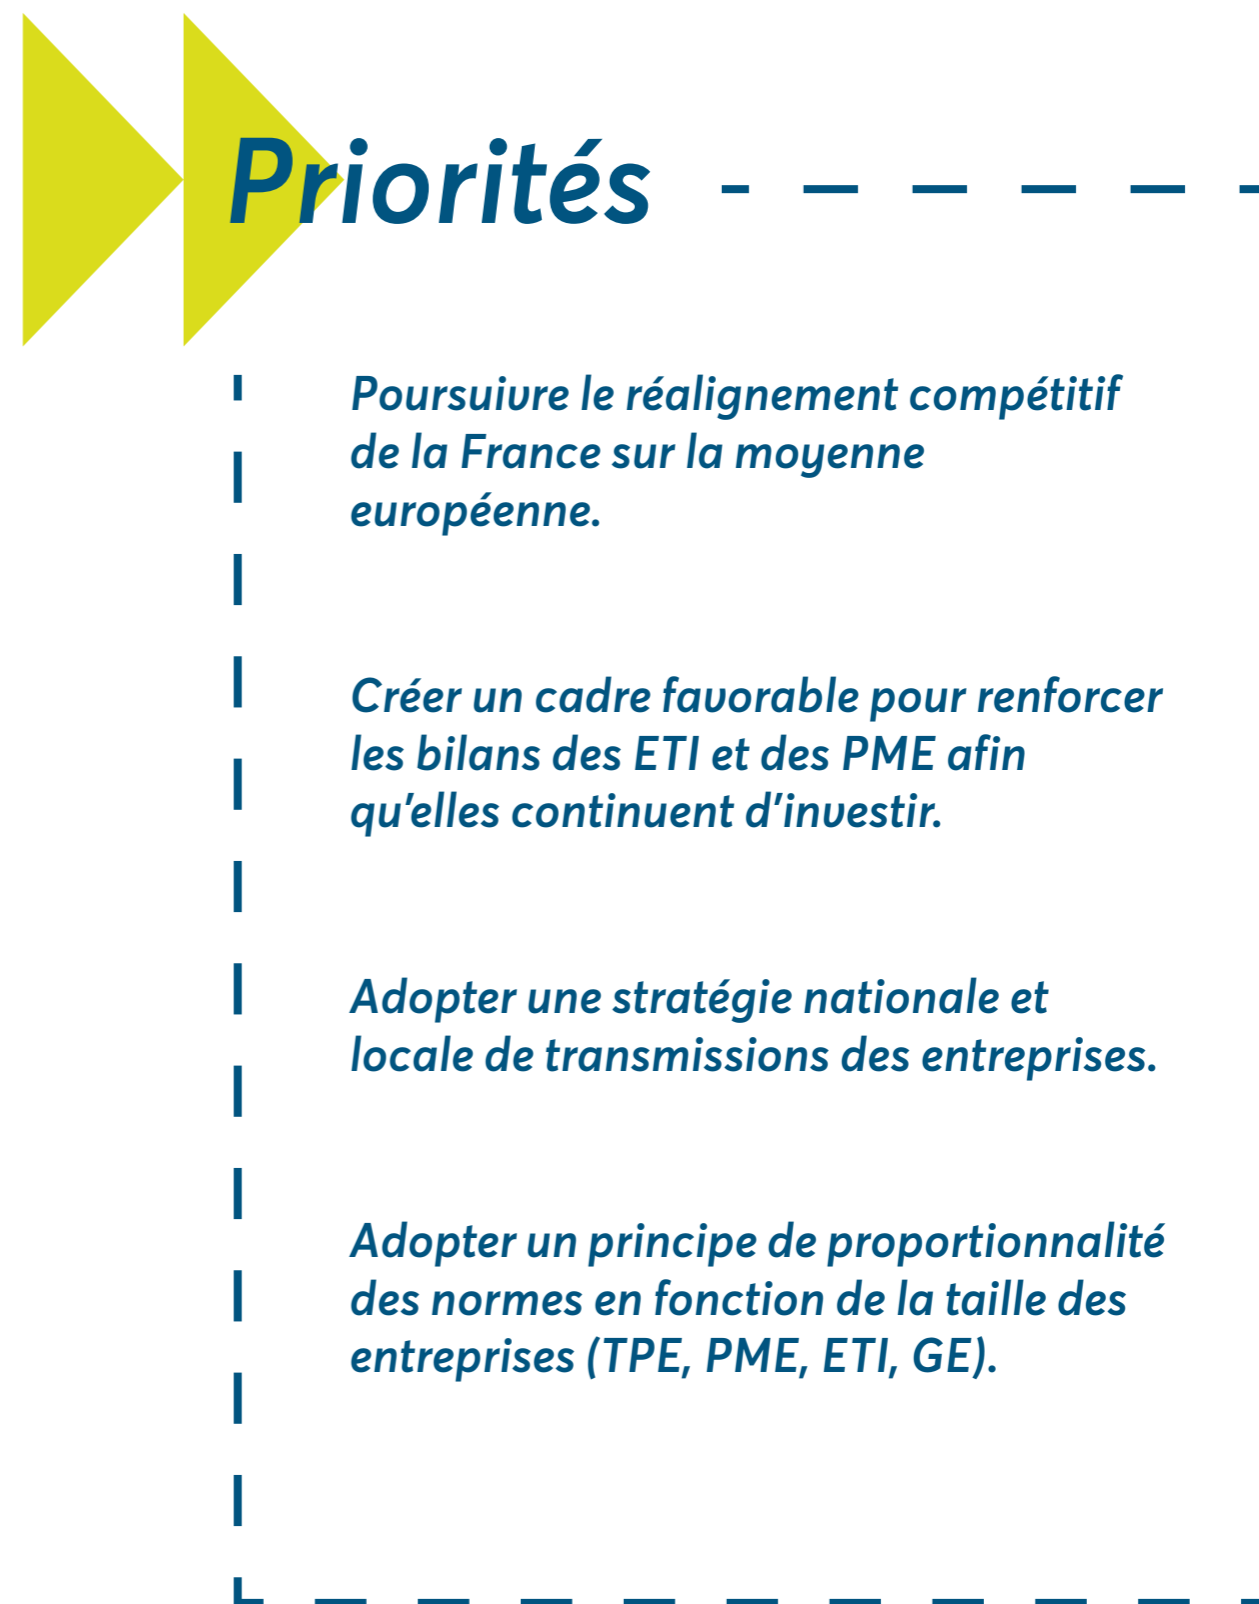 Priorités
Poursuivre le réalignement compétitif
de la France sur la moyenne
européenne.
Créer un cadre favorable pour renforcer
les bilans des ETI et des PME afin
qu’elles continuent d’investir.
Adopter une stratégie nationale et
locale de transmissions des entreprises.
Adopter un principe de proportionnalité
des normes en fonction de la taille des
entreprises (TPE, PME, ETI, GE).